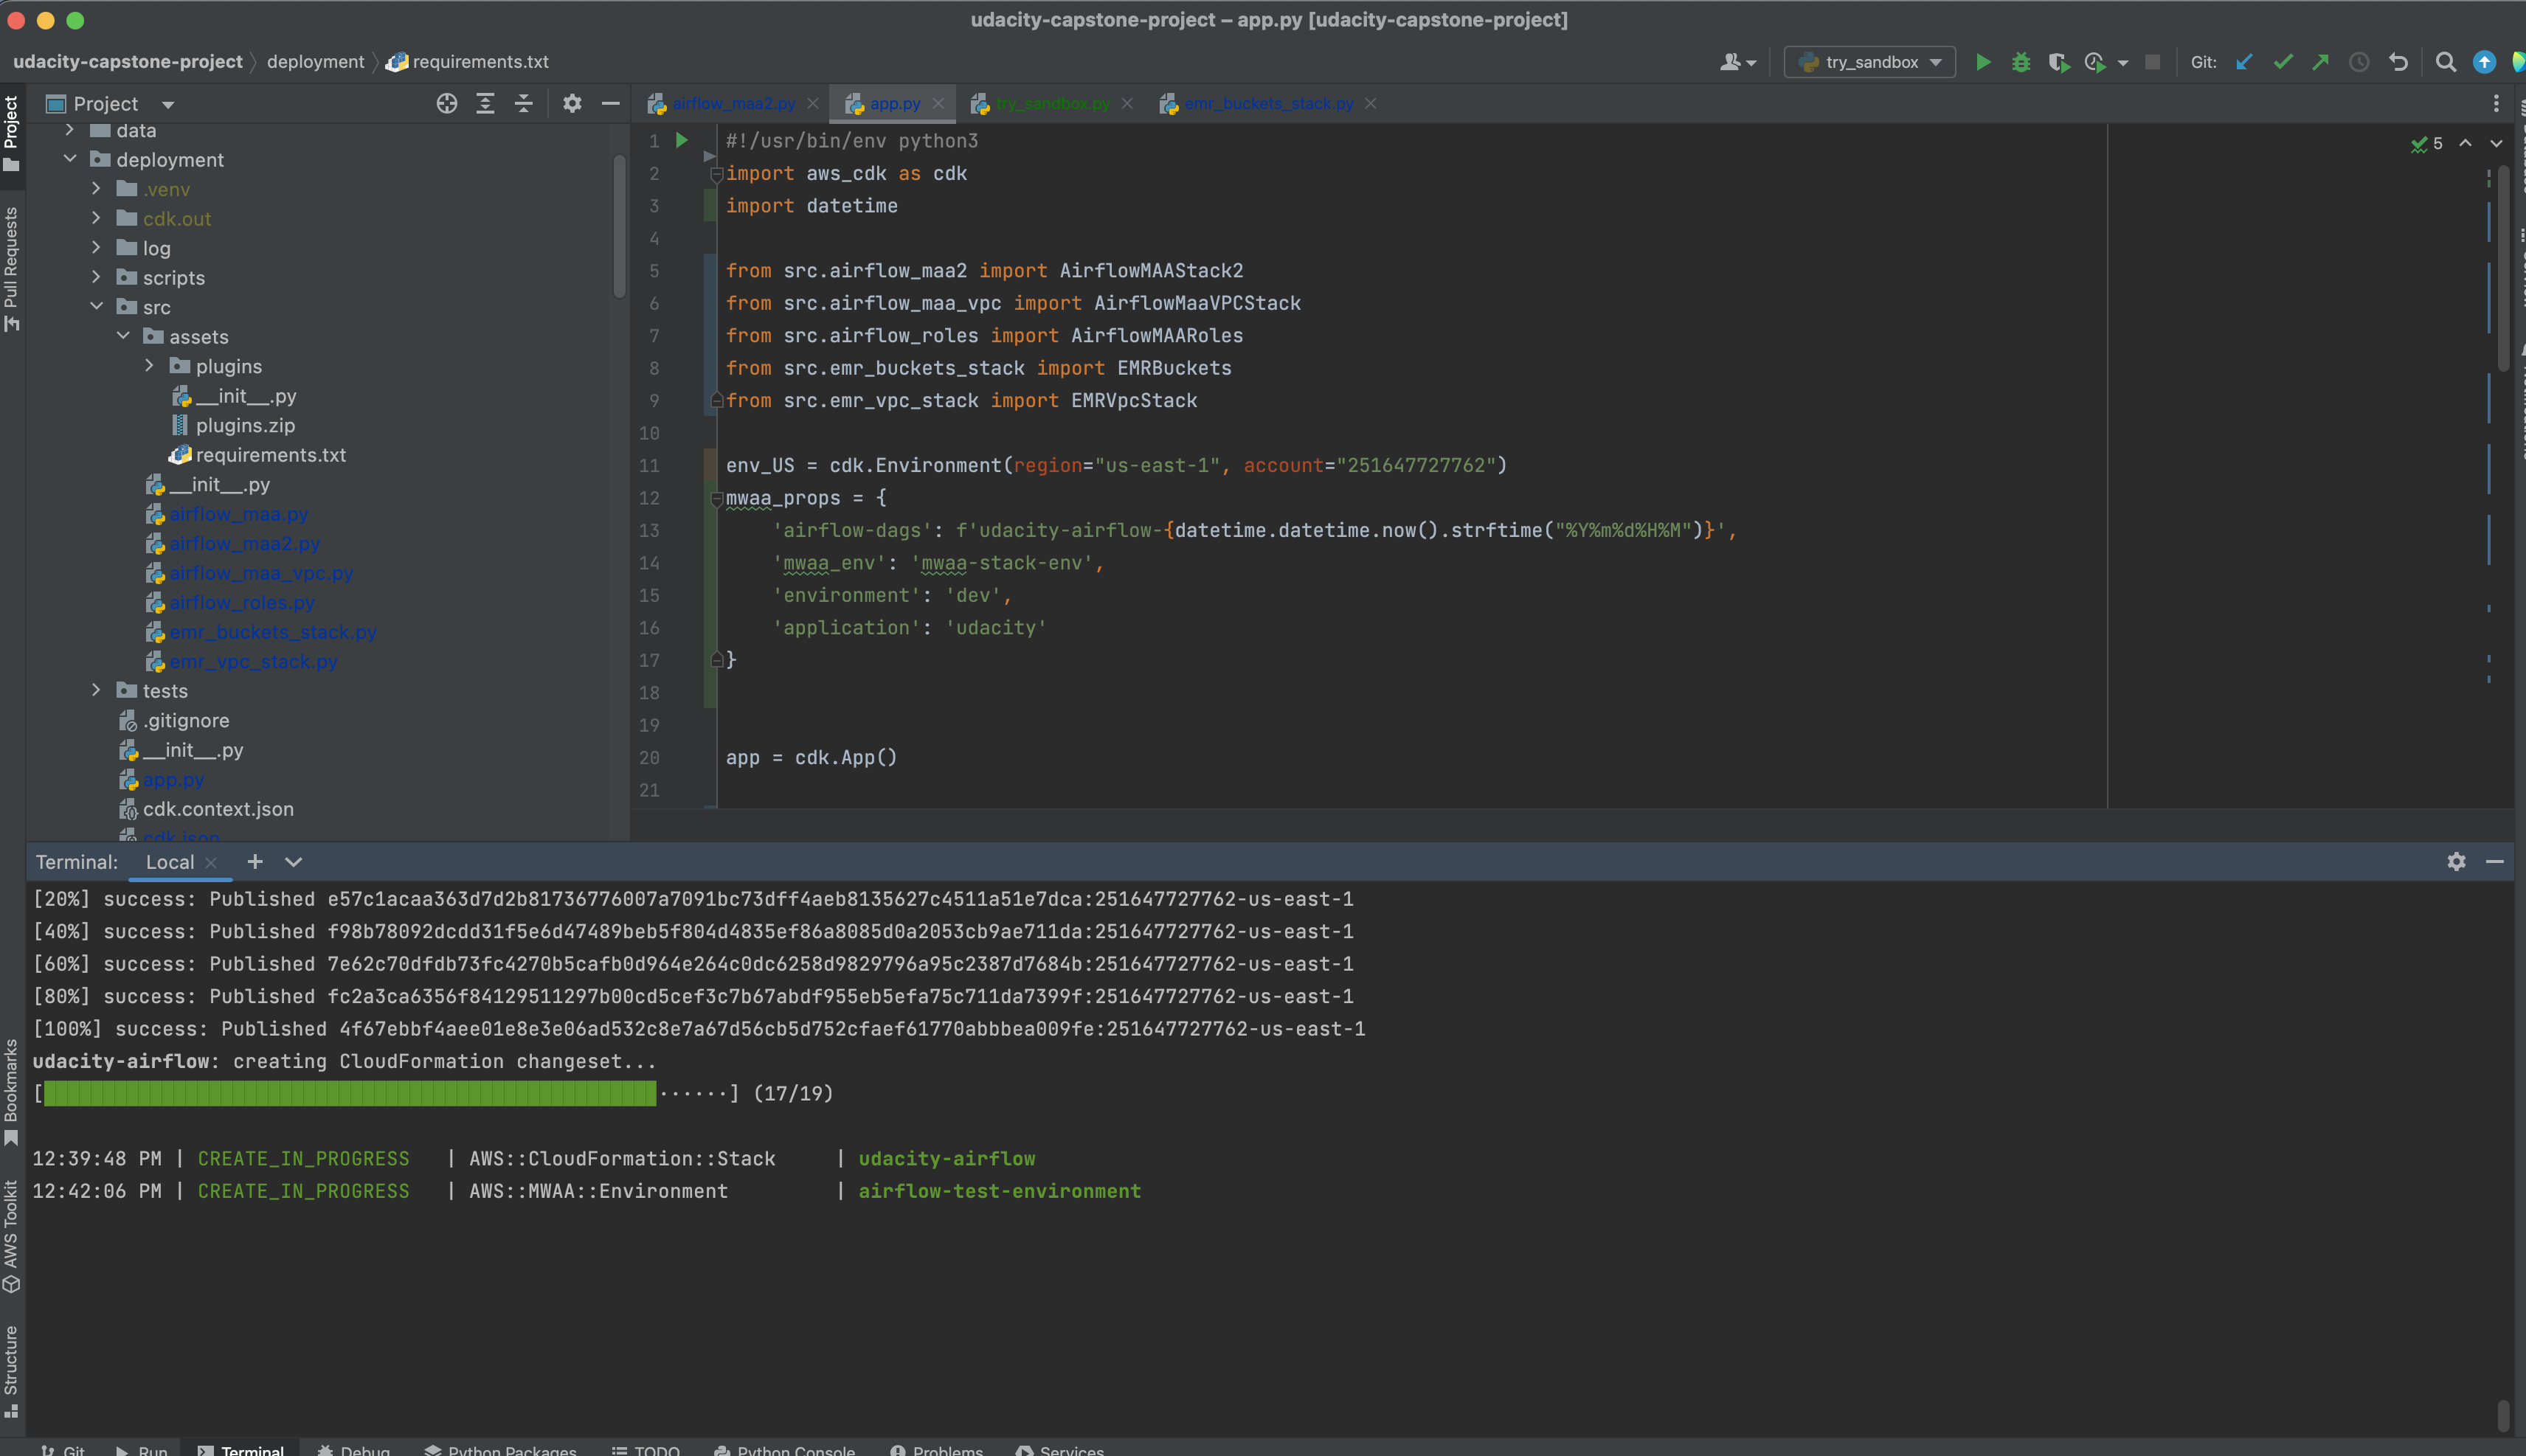 udacity-capstone-project – app.py [udacity-capstone-project]
udacity-capstone-project deployment requirements.txt
try_sandbox
Git:
Project
Pull Requests
Bookmarks
AWS Toolkit
Structure
Project
data
deployment
.venv
cdk.out
log
scripts
src
assets
plugins
__init__.py
plugins.zip
requirements.txt
__init__.py
airflow_maa.py
airflow_maa2.py
airflow_maa_vpc.py
airflow_roles.py
emr_buckets_stack.py
emr_vpc_stack.py
tests
.gitignore
__init__.py
app.py
cdk.context.json
cdk.json
airflow_maa2.py app.py try_sandbox.py emr_buckets_stack.py
5
1 #!/usr/bin/env python3
2 import aws_cdk as cdk
3 import datetime
4
5 from src.airflow_maa2 import AirflowMAAStack2
6 from src.airflow_maa_vpc import AirflowMaaVPCStack
7 from src.airflow_roles import AirflowMAARoles
8 from src.emr_buckets_stack import EMRBuckets
9 from src.emr_vpc_stack import EMRVpcStack
10
11 env_US = cdk.Environment(region="us-east-1", account="251647727762")
12 mwaa_props = {
13 'airflow-dags': f'udacity-airflow-{datetime.datetime.now().strftime("%Y%m%d%H%M")}',
14 'mwaa_env': 'mwaa-stack-env',
15 'environment': 'dev',
16 'application': 'udacity'
17 }
18
19
20 app = cdk.App()
21
Terminal: Local
[20%] success: Published e57c1acaa363d7d2b81736776007a7091bc73dff4aeb8135627c4511a51e7dca:251647727762-us-east-1
[40%] success: Published f98b78092dcdd31f5e6d47489beb5f804d4835ef86a8085d0a2053cb9ae711da:251647727762-us-east-1
[60%] success: Published 7e62c70dfdb73fc4270b5cafb0d964e264c0dc6258d9829796a95c2387d7684b:251647727762-us-east-1
[80%] success: Published fc2a3ca6356f84129511297b00cd5cef3c7b67abdf955eb5efa75c711da7399f:251647727762-us-east-1
[100%] success: Published 4f67ebbf4aee01e8e3e06ad532c8e7a67d56cb5d752cfaef61770abbbea009fe:251647727762-us-east-1
udacity-airflow: creating CloudFormation changeset...
[······] (17/19)
12:39:48 PM | CREATE_IN_PROGRESS | AWS::CloudFormation::Stack | udacity-airflow
12:42:06 PM | CREATE_IN_PROGRESS | AWS::MWAA::Environment | airflow-test-environment
Git Run Terminal Debug Python Packages TODO Python Console Problems Services